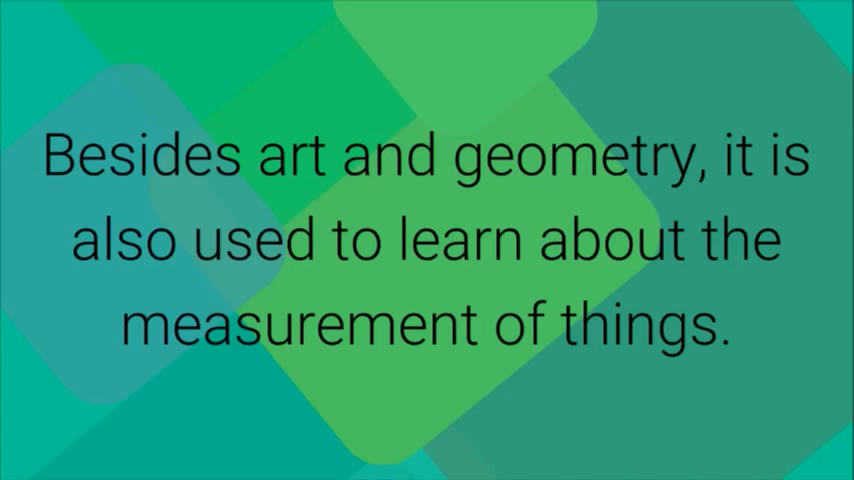 Besides art and geometry, it is
also used to learn about the
measurement of things.